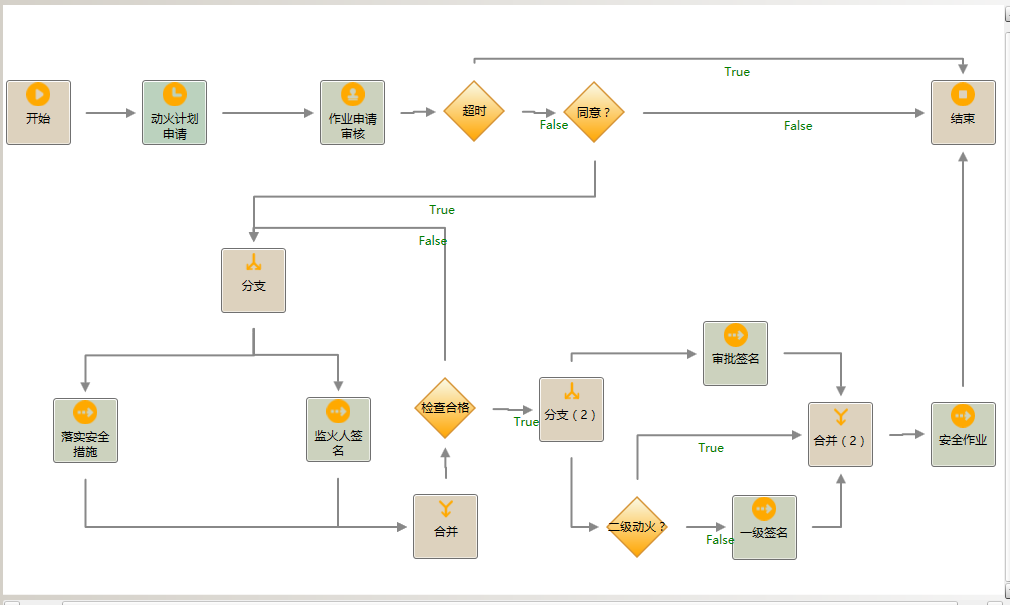 True
开始
动火计划
申请
作业申请
审核
超时
False
同意？
False
结束
True
False
分支
审批签名
落实安全
措施
监火人签
名
检查合格
True
分支（2）
True
合并（2）
安全作业
合并
二级动火？
False
一级签名